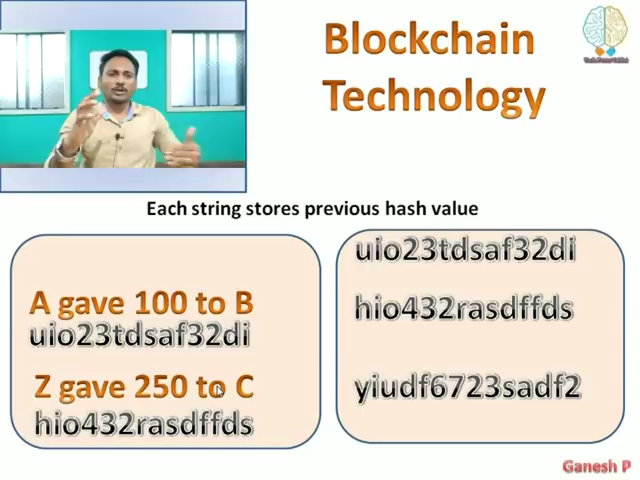 Blockchain
Technology
Each string stores previous hash value
A gave 100 to B
uio23tdsaf32di
Z gave 250 to C
hio432rasdffds
uio23tdsaf32di
hio432rasdffds
yiudf6723sadf2
Ganesh P